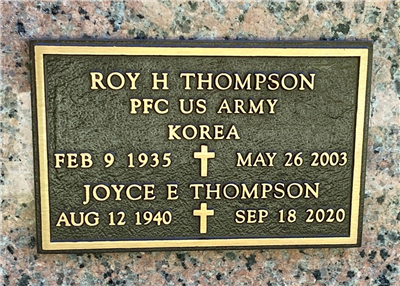 ROY H THOMPSON
PFC US ARMY
KOREA
FEB 9 1935 MAY 26 2003
JOYCE E THOMPSON
AUG 12 1940 SEP 18 2020